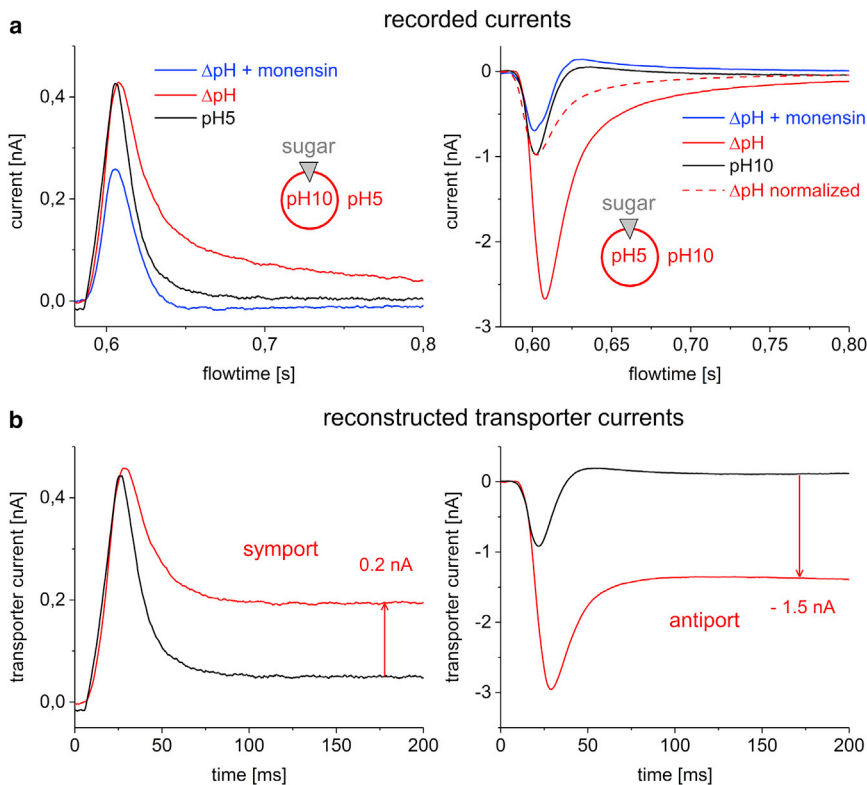 recorded currents
a
current [nA]
0,4
0,2
0,0
0,6
0,7
0,8
flowtime [s]
ΔpH + monensin
ΔpH
pH5
sugar
pH10
pH5
current [nA]
0
-1
-2
-3
0,60
0,65
0,70
0,75
0,80
flowtime [s]
ΔpH + monensin
ΔpH
pH10
ΔpH normalized
sugar
pH5
pH10
b
reconstructed transporter currents
transporter current [nA]
0,4
0,2
0,0
0
25
50
75
100
125
150
175
200
time [ms]
symport
0.2 nA
transporter current [nA]
0
-1
-2
-3
0
50
100
150
200
time [ms]
antiport
- 1.5 nA